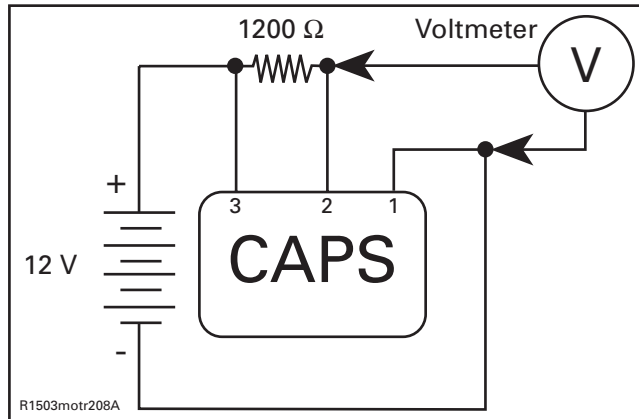 1200 Ω
Voltmeter
V
+
3 2 1
CAPS
12 V
-
R1503motr208A